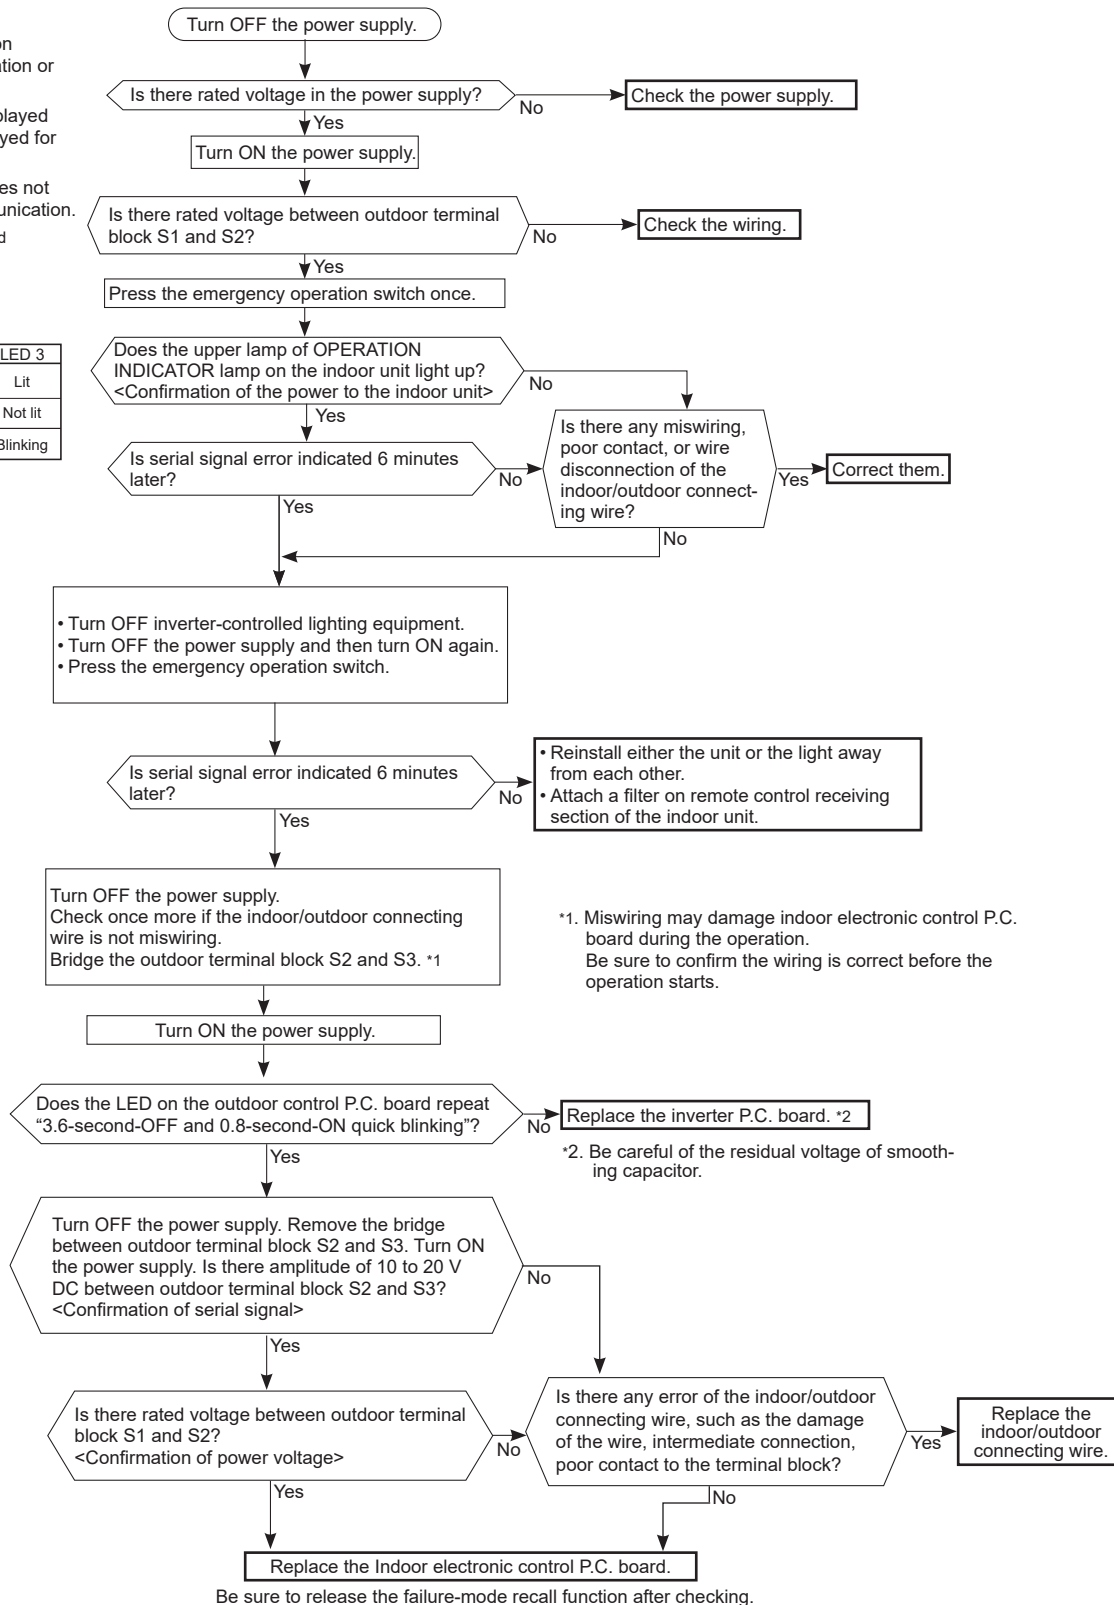 Turn OFF the power supply.
Is there rated voltage in the power supply?
No
Check the power supply.
Yes
Turn ON the power supply.
Is there rated voltage between outdoor terminal
block S1 and S2?
No
Check the wiring.
Yes
Press the emergency operation switch once.
LED 3
Lit
Not lit
Does the upper lamp of OPERATION
INDICATOR lamp on the indoor unit light up?
<Confirmation of the power to the indoor unit>
No
Yes
Is there any miswiring,
poor contact, or wire
disconnection of the
indoor/outdoor connect-
ing wire?
Yes
Correct them.
No
Is serial signal error indicated 6 minutes
later?
No
Yes
• Turn OFF inverter-controlled lighting equipment.
• Turn OFF the power supply and then turn ON again.
• Press the emergency operation switch.
Is serial signal error indicated 6 minutes
later?
No
• Reinstall either the unit or the light away
from each other.
• Attach a filter on remote control receiving
section of the indoor unit.
Yes
Turn OFF the power supply.
Check once more if the indoor/outdoor connecting
wire is not miswiring.
Bridge the outdoor terminal block S2 and S3. *1
*1. Miswiring may damage indoor electronic control P.C.
board during the operation.
Be sure to confirm the wiring is correct before the
operation starts.
Turn ON the power supply.
Does the LED on the outdoor control P.C. board repeat
“3.6-second-OFF and 0.8-second-ON quick blinking”?
No
Replace the inverter P.C. board. *2
*2. Be careful of the residual voltage of smooth-
ing capacitor.
Yes
Turn OFF the power supply. Remove the bridge
between outdoor terminal block S2 and S3. Turn ON
the power supply. Is there amplitude of 10 to 20 V
DC between outdoor terminal block S2 and S3?
<Confirmation of serial signal>
No
Yes
Is there rated voltage between outdoor terminal
block S1 and S2?
<Confirmation of power voltage>
No
Is there any error of the indoor/outdoor
connecting wire, such as the damage
of the wire, intermediate connection,
poor contact to the terminal block?
Yes
Replace the
indoor/outdoor
connecting wire.
Yes
No
Replace the Indoor electronic control P.C. board.
Be sure to release the failure-mode recall function after checking.